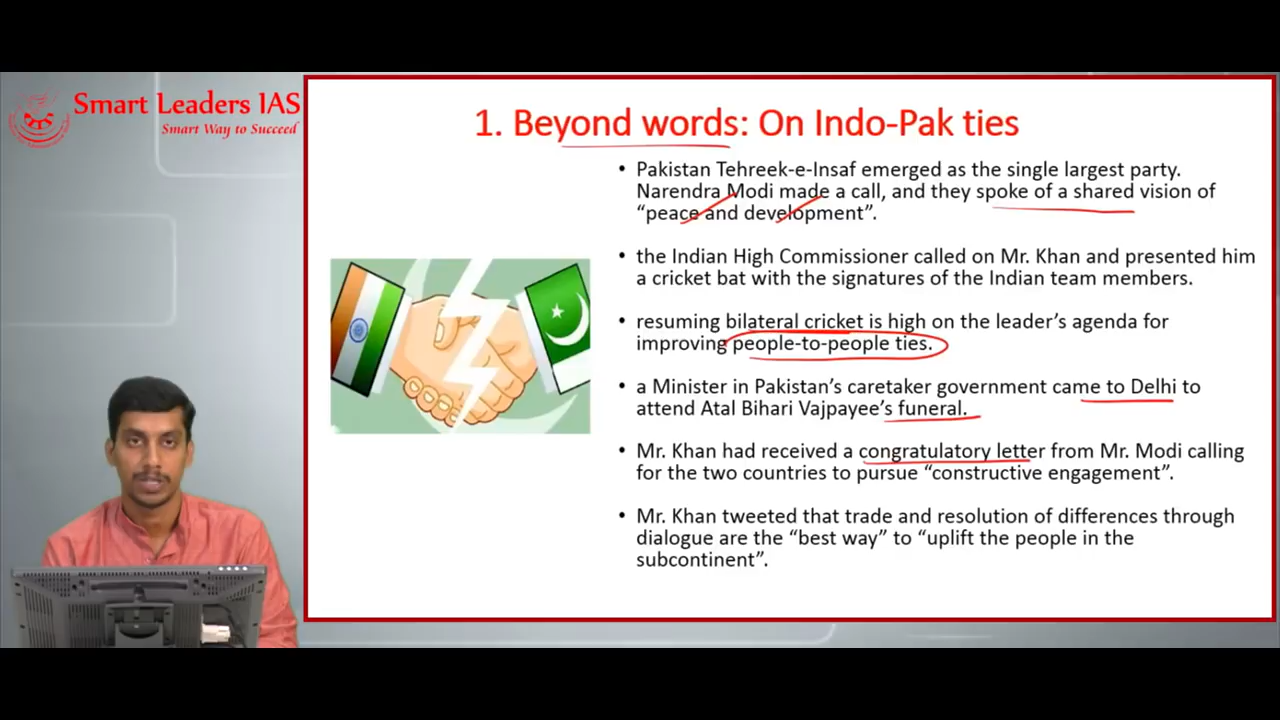 Smart Leaders IAS
Smart Way to Succeed
1. Beyond words: On Indo-Pak ties
• Pakistan Tehreek-e-Insaf emerged as the single largest party.
Narendra Modi made a call, and they spoke of a shared vision of
“peace and development”.
• the Indian High Commissioner called on Mr. Khan and presented him
a cricket bat with the signatures of the Indian team members.
• resuming bilateral cricket is high on the leader’s agenda for
improving people-to-people ties.
• a Minister in Pakistan’s caretaker government came to Delhi to
attend Atal Bihari Vajpayee’s funeral.
• Mr. Khan had received a congratulatory letter from Mr. Modi calling
for the two countries to pursue “constructive engagement”.
• Mr. Khan tweeted that trade and resolution of differences through
dialogue are the “best way” to “uplift the people in the
subcontinent”.